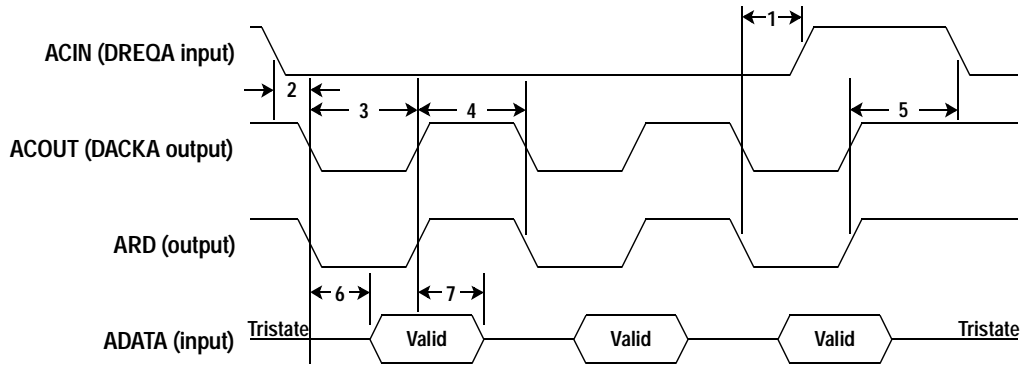 1
ACIN (DREQA input)
2
3
4
5
ACOUT (DACKA output)
ARD (output)
6
7
Tristate
Valid
Valid
Valid
Tristate
ADATA (input)